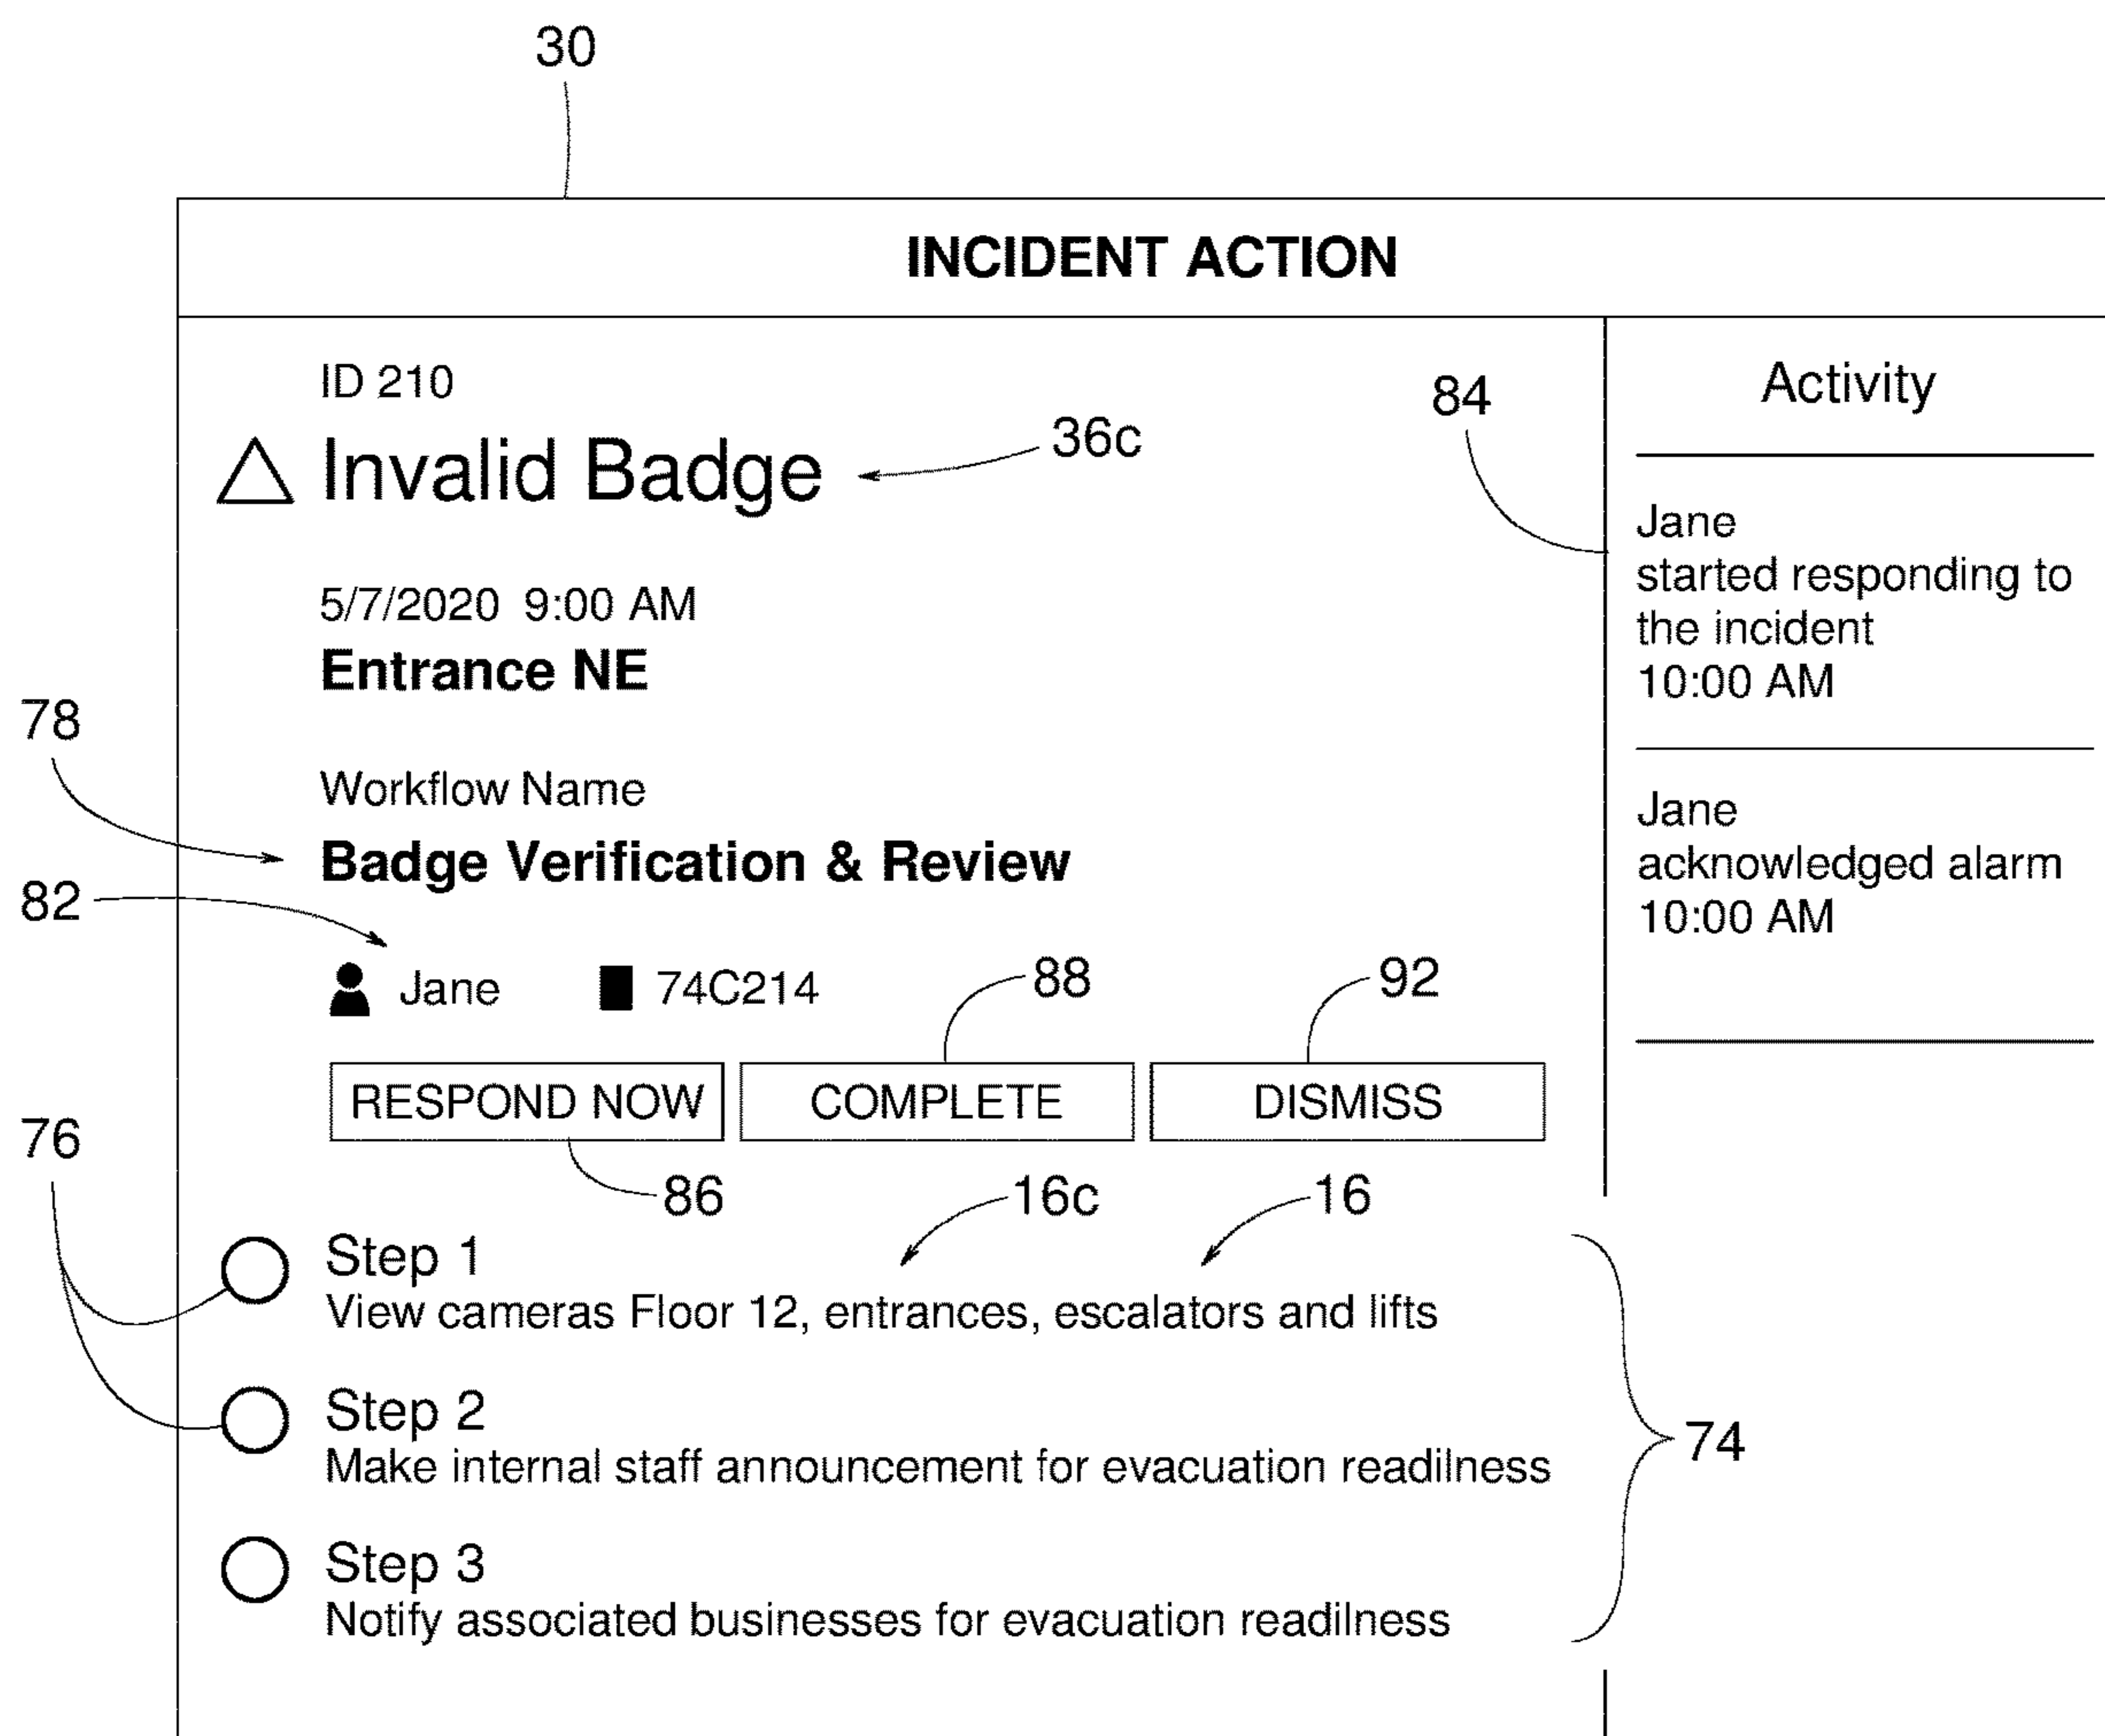 30
INCIDENT ACTION
ID 210
Invalid Badge
36c
84
5/7/2020 9:00 AM
Entrance NE
78
Workflow Name
Badge Verification & Review
82
Jane
74C214
88
92
RESPOND NOW
COMPLETE
DISMISS
76
86
16c
16
Step 1
View cameras Floor 12, entrances, escalators and lifts
Step 2
Make internal staff announcement for evacuation readilness
74
Step 3
Notify associated businesses for evacuation readilness
Activity
Jane
started responding to
the incident
10:00 AM
Jane
acknowledged alarm
10:00 AM